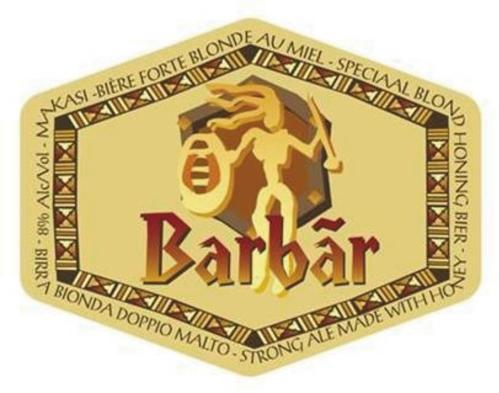 MAKASI - BIÈRE FORTE BLONDE AU MIEL - SPECIAAL BLOND HONING BIER -
Barbãr
BIRRA BIONDA DOPPIO MALTO - STRONG ALE MADE WITH HONEY - 8% Alc/Vol -